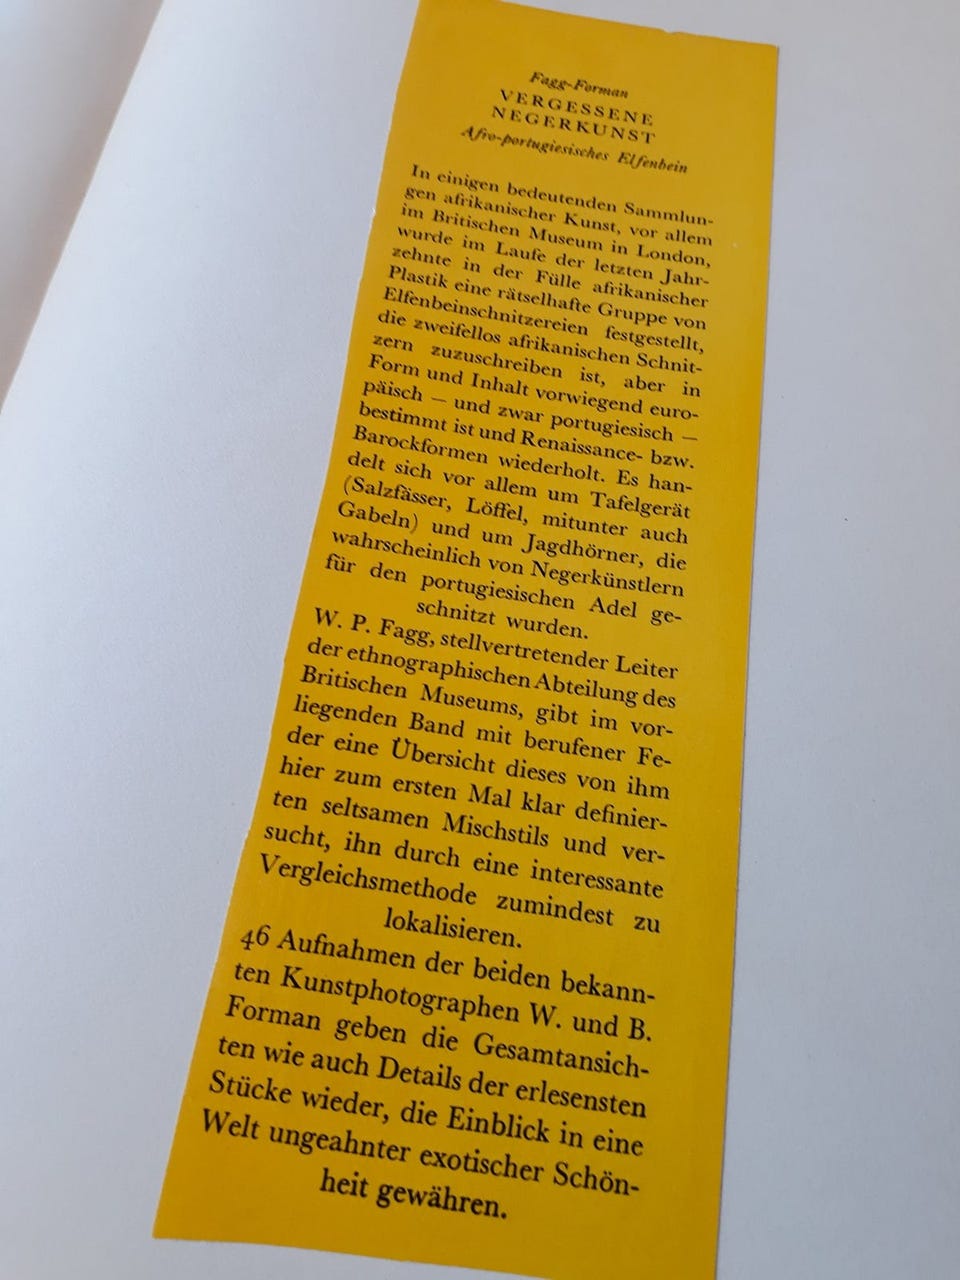 Fagg-Forman
VERGESSENE
NEGERKUNST
Afro-portugiesisches Elfenbein
In einigen bedeutenden Sammlun-
gen afrikanischer Kunst, vor allem
im Britischen Museum in London,
wurde im Laufe der letzten Jahr-
zehnte in der Fülle afrikanischer
Plastik eine rätselhafte Gruppe von
Elfenbeinschnitzereien festgestellt,
die zweifellos afrikanischen Schnit-
zern zuzuschreiben ist, aber in
Form und Inhalt vorwiegend euro-
päisch — und zwar portugiesisch —
bestimmt ist und Renaissance- bzw.
Barockformen wiederholt. Es han-
delt sich vor allem um Tafelgerät
(Salzfässer, Löffel, mitunter auch
Gabeln) und um Jagdhörner, die
wahrscheinlich von Negerkünstlern
für den portugiesischen Adel ge-
schnitzt wurden.
W. P. Fagg, stellvertretender Leiter
der ethnographischen Abteilung des
Britischen Museums, gibt im vor-
liegenden Band mit berufener Fe-
der eine Übersicht dieses von ihm
hier zum ersten Mal klar definier-
ten seltsamen Mischstils und ver-
sucht, ihn durch eine interessante
Vergleichsmethode zumindest zu
lokalisieren.
46 Aufnahmen der beiden bekann-
ten Kunstphotographen W. und B.
Forman geben die Gesamtansich-
ten wie auch Details der erlesensten
Stücke wieder, die Einblick in eine
Welt ungeahnter exotischer Schön-
heit gewähren.